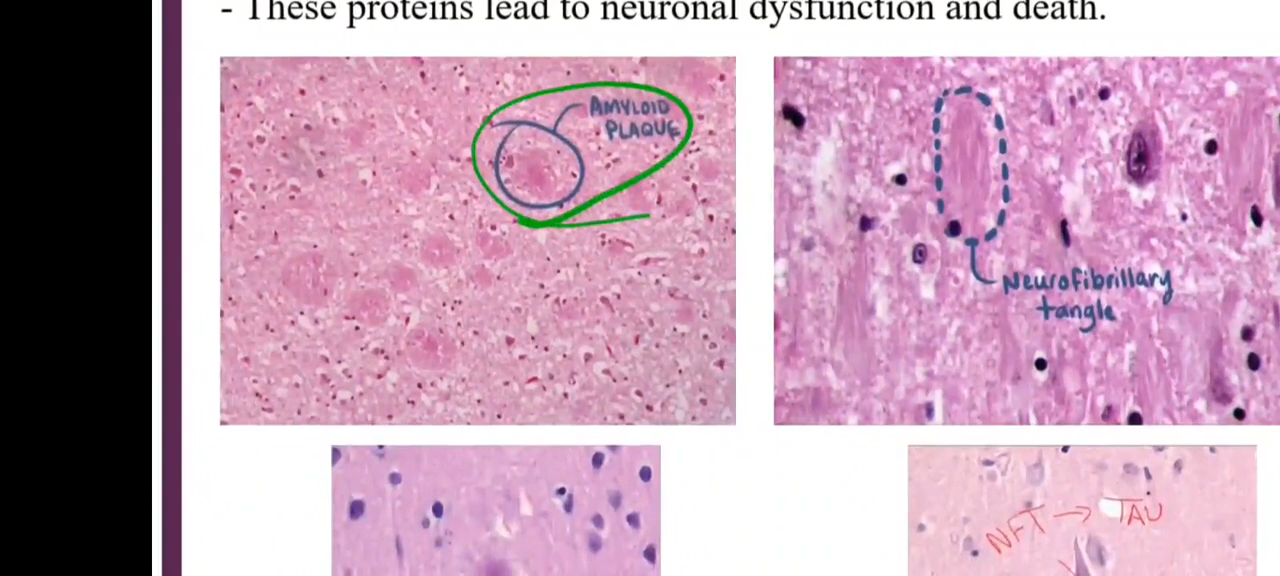 - These proteins lead to neuronal dysfunction and death.
AMYLOID
PLAQUE
Neurofibrillary
tangle
NFT → TAU